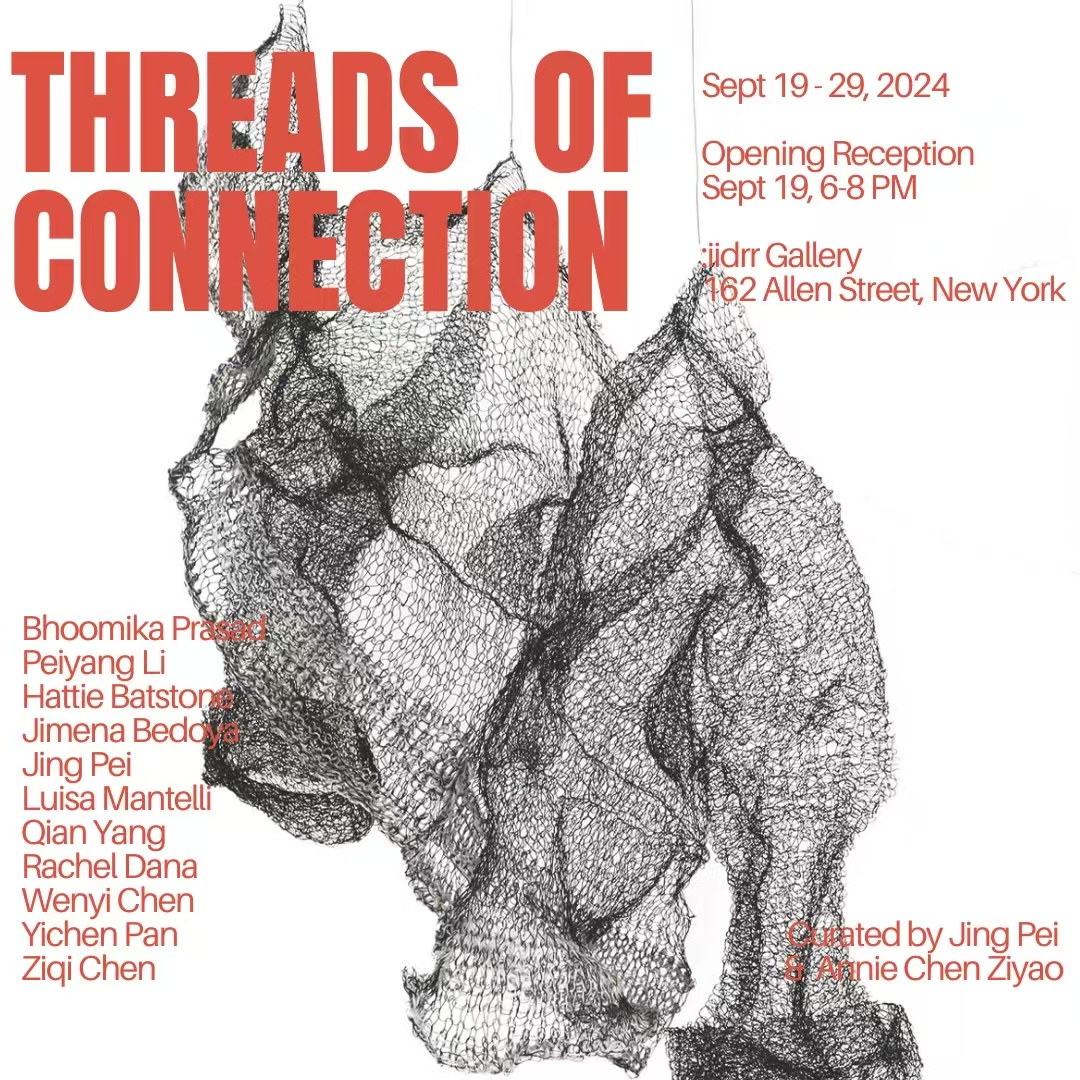 THREADS OF
CONNECTION
Sept 19 - 29, 2024
Opening Reception
Sept 19, 6-8 PM
:iidrr Gallery
162 Allen Street, New York
Bhoomika Prasad
Peiyang Li
Hattie Batstone
Jimena Bedoya
Jing Pei
Luisa Mantelli
Qian Yang
Rachel Dana
Wenyi Chen
Yichen Pan
Ziqi Chen
Curated by Jing Pei
& Annie Chen Ziyao